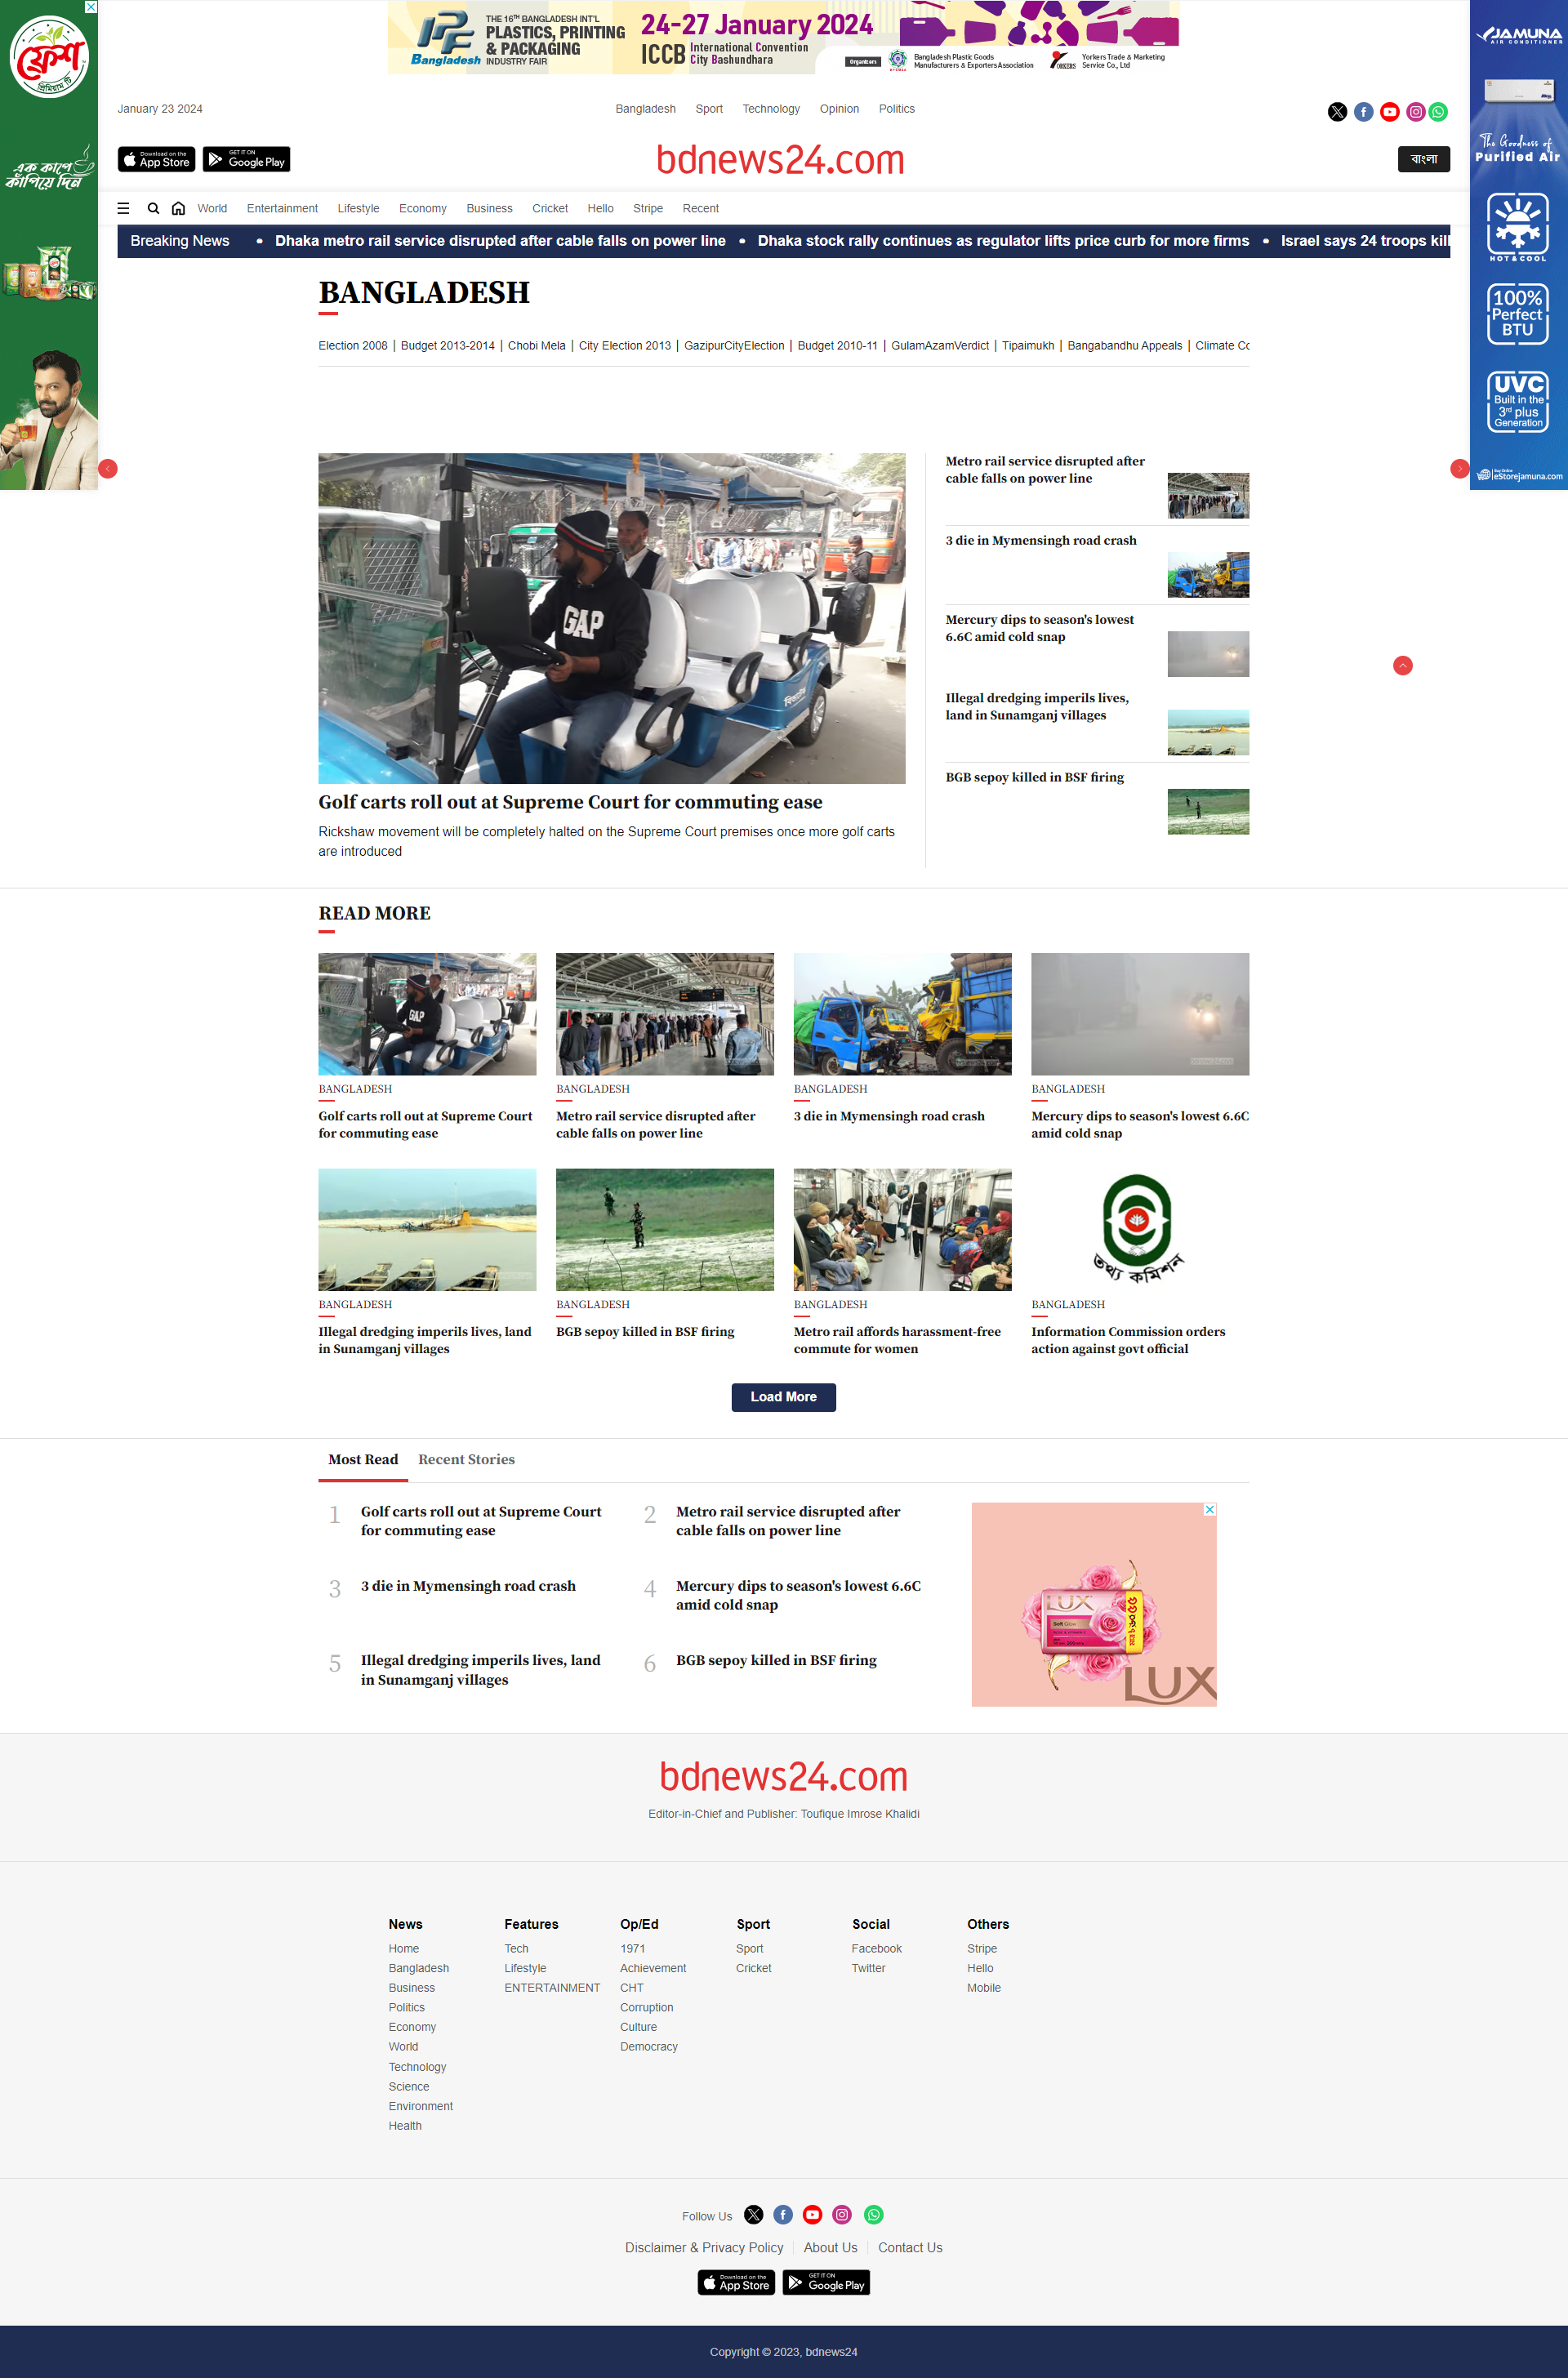 THE 16TH BANGLADESH INT'L
PLASTICS, PRINTING
& PACKAGING
INDUSTRY FAIR
IPF
Bangladesh
24-27 January 2024
ICCB International Convention
City Bashundhara
Organizers
Bangladesh Plastic Goods
Manufacturers & Exporters Association
YORKERS
Yorkers Trade & Marketing
Service Co., Ltd
ফ্রেশ
প্রিমিয়াম টি
এক কাপে
কাঁপিয়ে দিন
JAMUNA
AIR CONDITIONER
The Goodness of
Purified Air
HOT & COOL
100%
Perfect
BTU
UVC
Built in the
3rd plus
Generation
Buy Online
eStorejamuna.com
January 23 2024
Bangladesh Sport Technology Opinion Politics
Download on the
App Store
GET IT ON
Google Play
bdnews24.com
বাংলা
World Entertainment Lifestyle Economy Business Cricket Hello Stripe Recent
Breaking News • Dhaka metro rail service disrupted after cable falls on power line • Dhaka stock rally continues as regulator lifts price curb for more firms • Israel says 24 troops kill
BANGLADESH
Election 2008 | Budget 2013-2014 | Chobi Mela | City Election 2013 | GazipurCityElection | Budget 2010-11 | GulamAzamVerdict | Tipaimukh | Bangabandhu Appeals | Climate Co
GAP
Golf carts roll out at Supreme Court for commuting ease
Rickshaw movement will be completely halted on the Supreme Court premises once more golf carts
are introduced
Metro rail service disrupted after
cable falls on power line
3 die in Mymensingh road crash
Mercury dips to season's lowest
6.6C amid cold snap
Illegal dredging imperils lives,
land in Sunamganj villages
BGB sepoy killed in BSF firing
READ MORE
GAP
BANGLADESH
Golf carts roll out at Supreme Court
for commuting ease
BANGLADESH
Metro rail service disrupted after
cable falls on power line
BANGLADESH
3 die in Mymensingh road crash
BANGLADESH
Mercury dips to season's lowest 6.6C
amid cold snap
BANGLADESH
Illegal dredging imperils lives, land
in Sunamganj villages
BANGLADESH
BGB sepoy killed in BSF firing
BANGLADESH
Metro rail affords harassment-free
commute for women
তথ্য কমিশন
BANGLADESH
Information Commission orders
action against govt official
Load More
Most Read Recent Stories
1 Golf carts roll out at Supreme Court
for commuting ease
2 Metro rail service disrupted after
cable falls on power line
3 3 die in Mymensingh road crash
4 Mercury dips to season's lowest 6.6C
amid cold snap
5 Illegal dredging imperils lives, land
in Sunamganj villages
6 BGB sepoy killed in BSF firing
LUX
Soft Glow
LUX
bdnews24.com
Editor-in-Chief and Publisher: Toufique Imrose Khalidi
News
Home
Bangladesh
Business
Politics
Economy
World
Technology
Science
Environment
Health
Features
Tech
Lifestyle
ENTERTAINMENT
Op/Ed
1971
Achievement
CHT
Corruption
Culture
Democracy
Sport
Sport
Cricket
Social
Facebook
Twitter
Others
Stripe
Hello
Mobile
Follow Us
Disclaimer & Privacy Policy About Us Contact Us
Download on the
App Store
GET IT ON
Google Play
Copyright © 2023, bdnews24